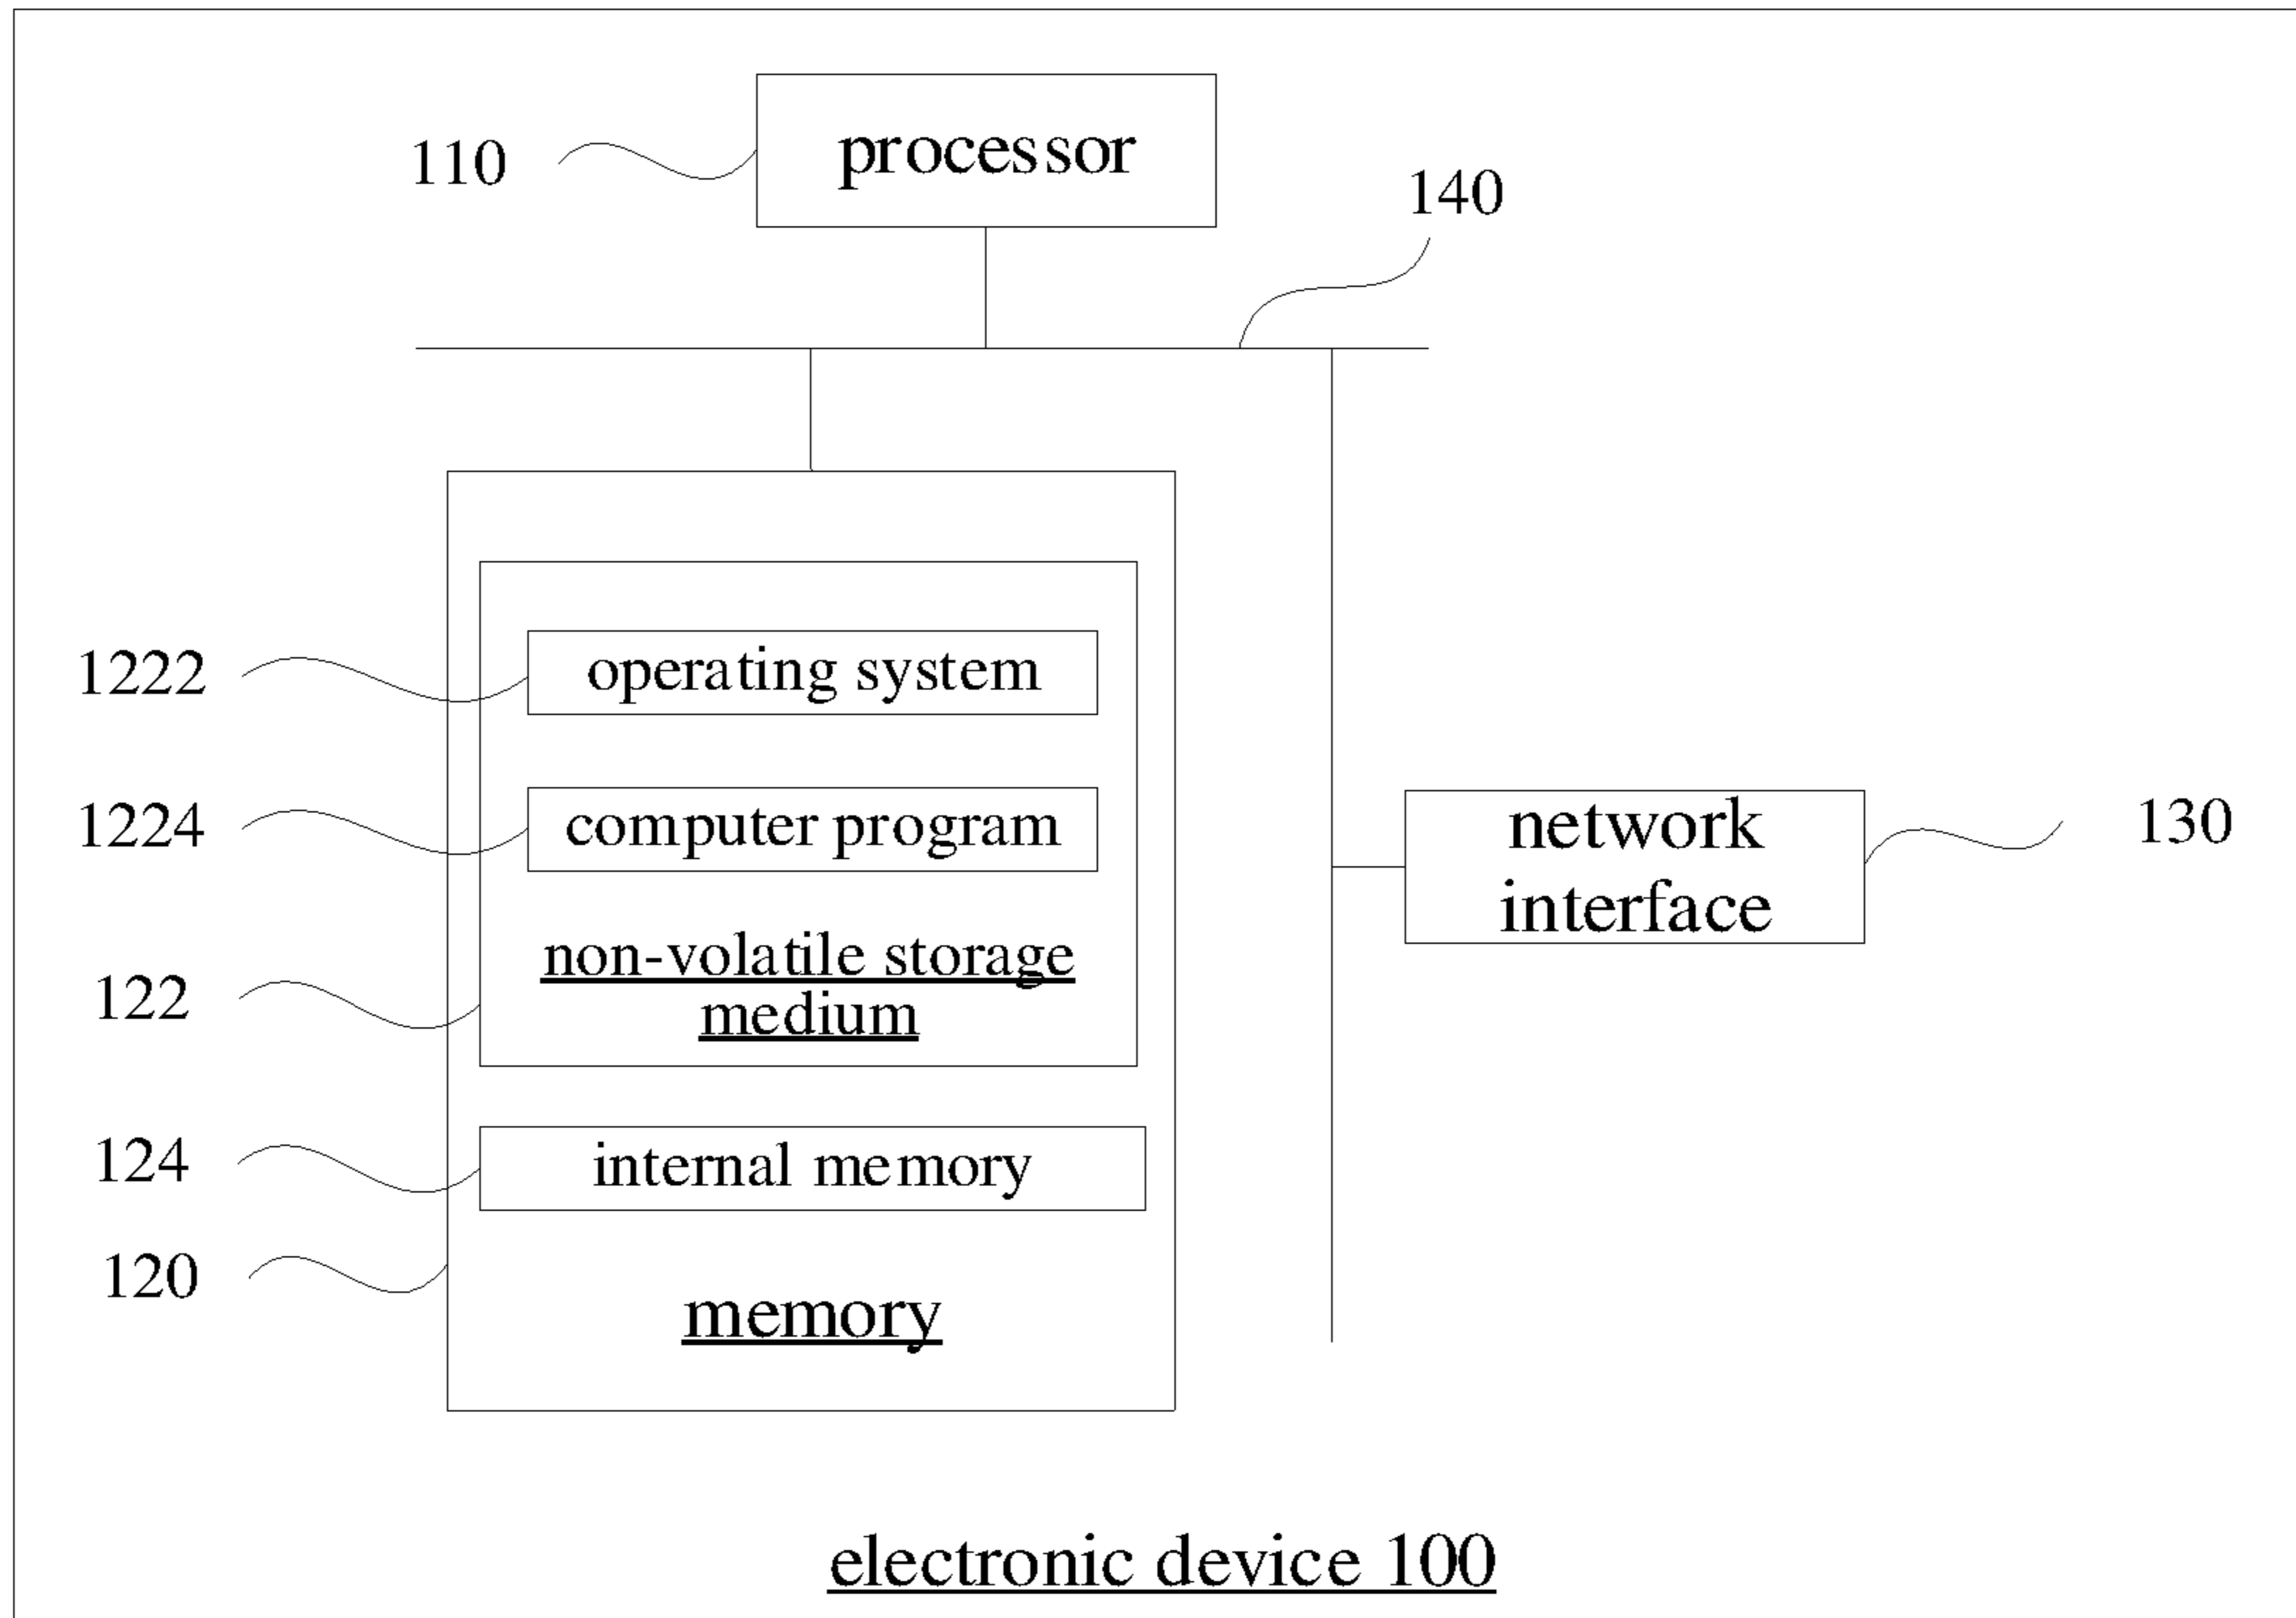 110
processor
140
1222
operating system
1224
computer program
network
interface
130
122
non-volatile storage
medium
124
internal memory
120
memory
electronic device 100